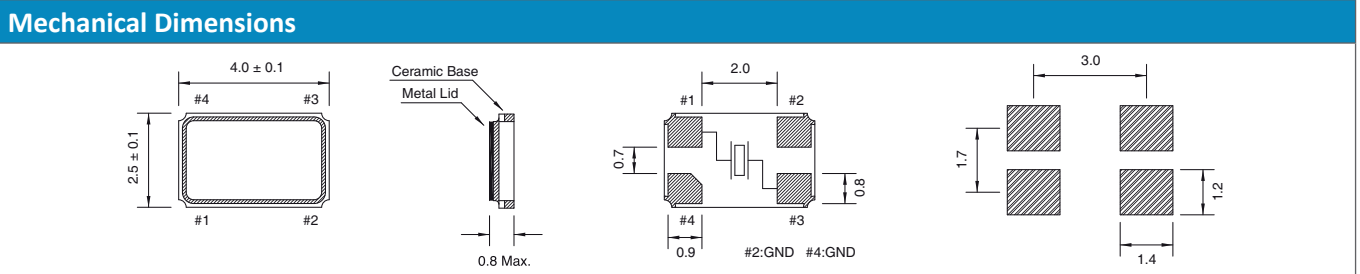 Mechanical Dimensions
4.0 ± 0.1
#4 #3
2.5 ± 0.1
#1 #2
Ceramic Base
Metal Lid
0.8 Max.
2.0
#1 #2
0.7
0.8
#4 #3
0.9
#2:GND #4:GND
3.0
1.7
1.2
1.4